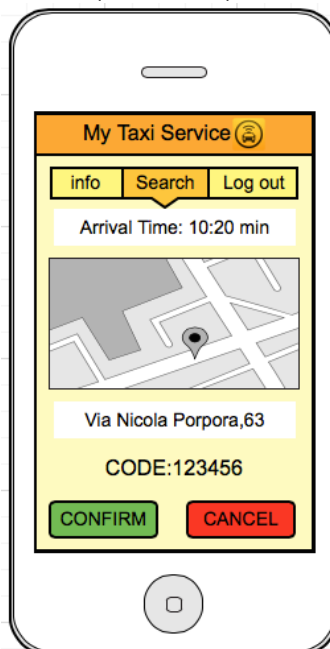 My Taxi Service
info Search Log out
Arrival Time: 10:20 min
Via Nicola Porpora,63
CODE:123456
CONFIRM CANCEL